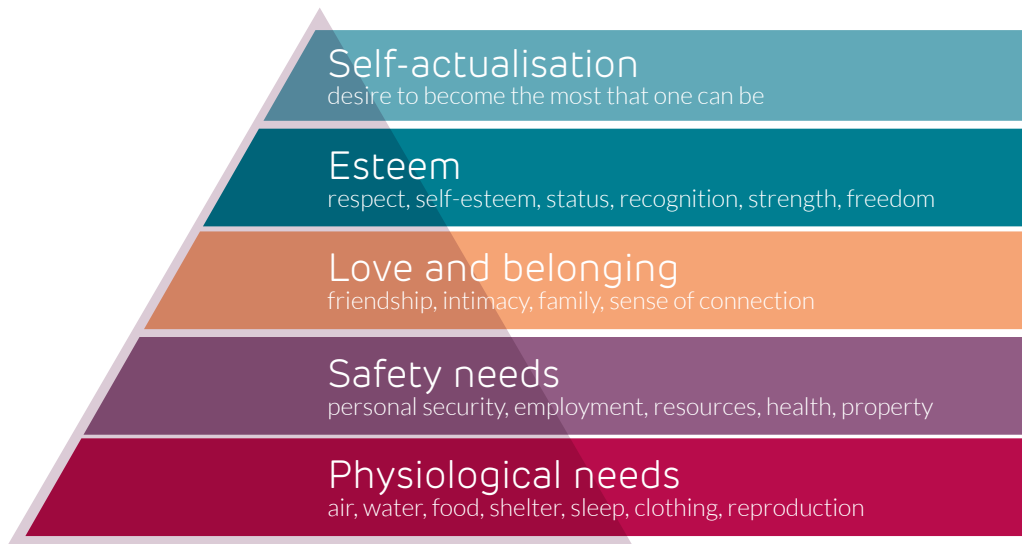 Self-actualisation
desire to become the most that one can be
Esteem
respect, self-esteem, status, recognition, strength, freedom
Love and belonging
friendship, intimacy, family, sense of connection
Safety needs
personal security, employment, resources, health, property
Physiological needs
air, water, food, shelter, sleep, clothing, reproduction